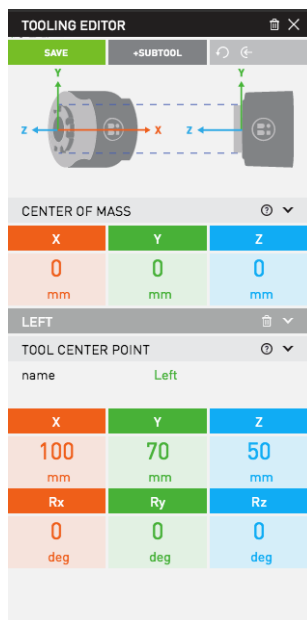 TOOLING EDITOR
SAVE
+SUBTOOL
Y
Y
Z
X
Z
CENTER OF MASS
X Y Z
0 0 0
mm mm mm
LEFT
TOOL CENTER POINT
name Left
X Y Z
100 70 50
mm mm mm
Rx Ry Rz
0 0 0
deg deg deg